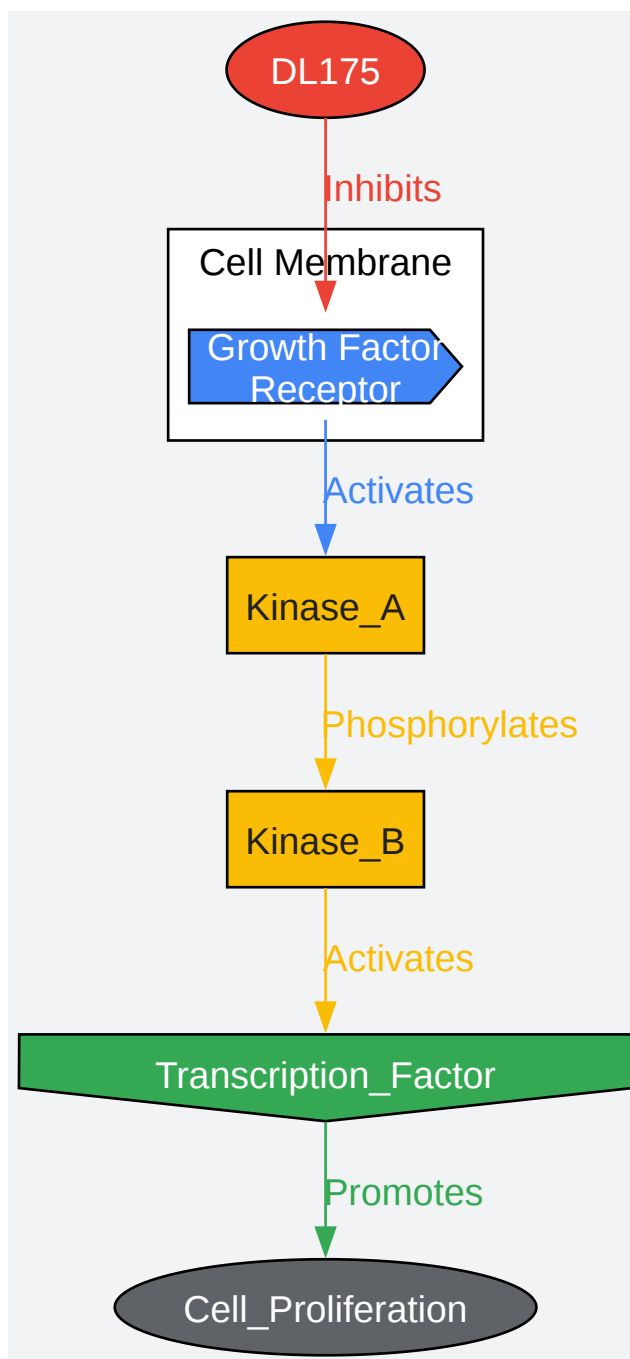 DL175
Inhibits
Cell Membrane
Growth Factor
Receptor
Activates
Kinase_A
Phosphorylates
Kinase_B
Activates
Transcription_Factor
Promotes
Cell_Proliferation